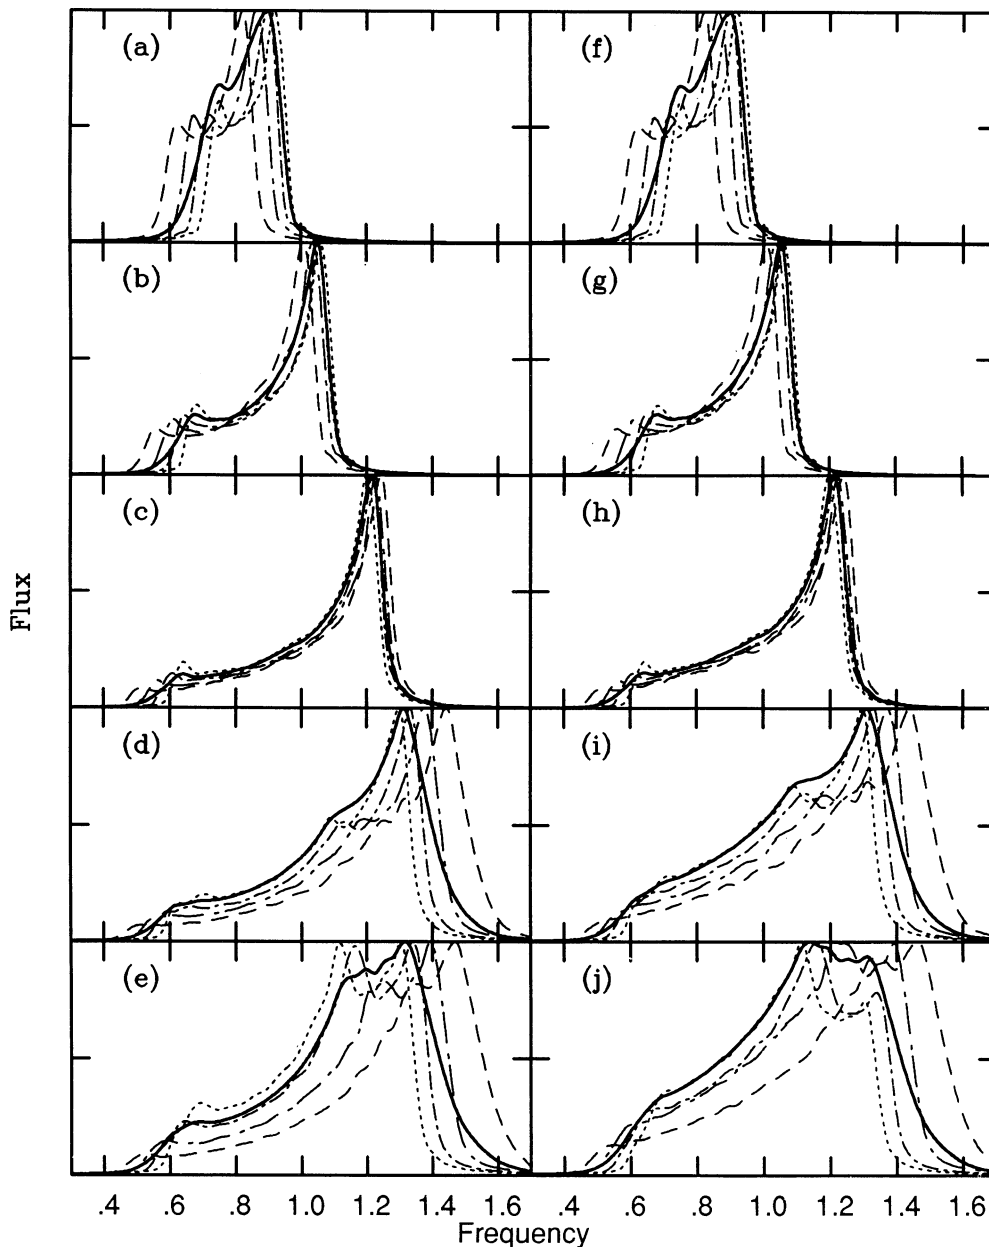 (a)
(f)
(b)
(g)
(c)
(h)
(d)
(i)
(e)
(j)
Flux
.4 .6 .8 1.0 1.2 1.4 1.6 .4 .6 .8 1.0 1.2 1.4 1.6
Frequency